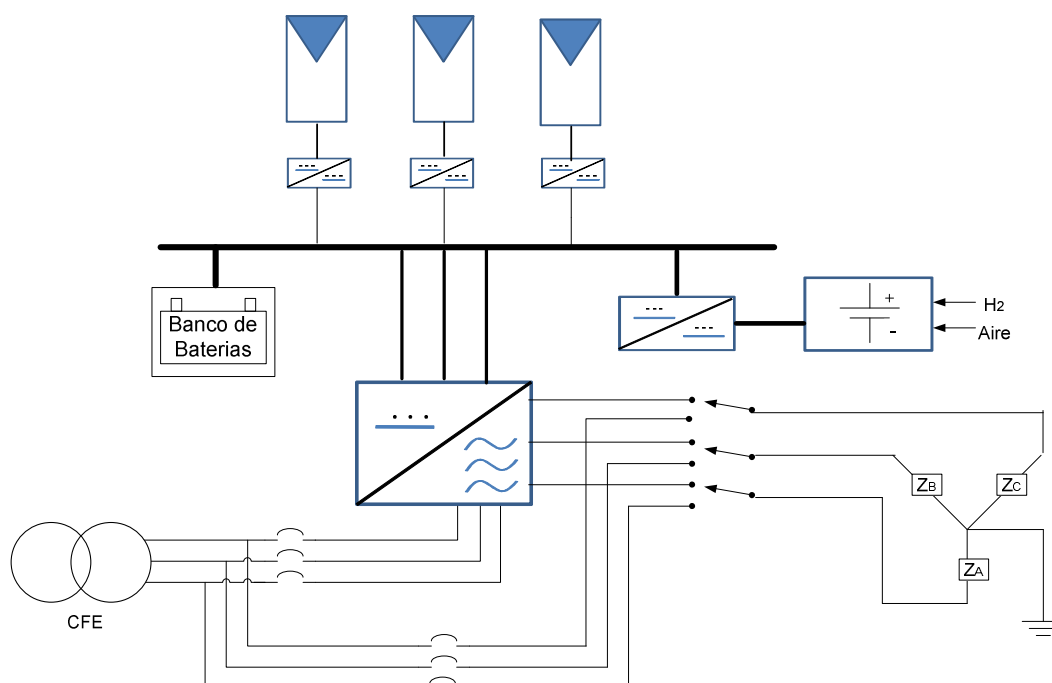 Banco de
Baterias
+
-
H2
Aire
ZB
ZC
ZA
CFE